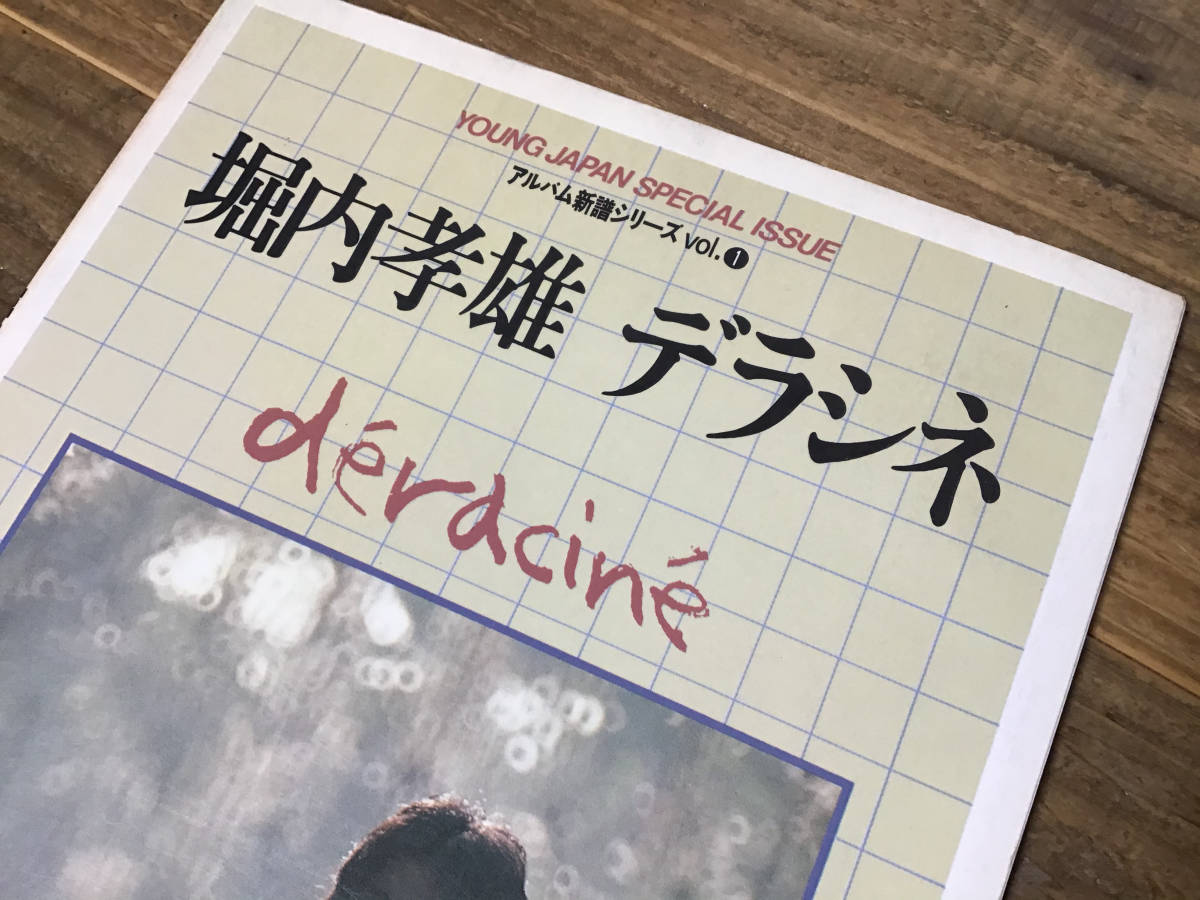 YOUNG JAPAN SPECIAL ISSUE
アルバム新譜シリーズ vol.❶
堀内孝雄 デラシネ
déraciné